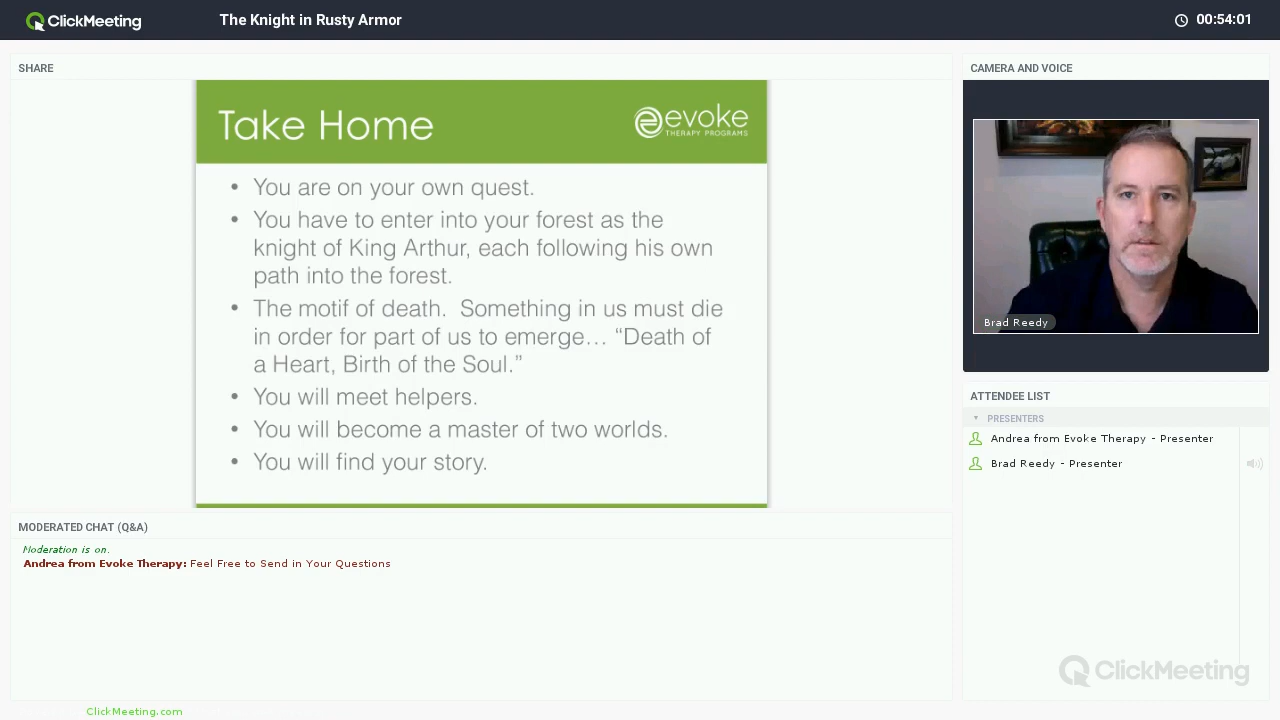 ClickMeeting
The Knight in Rusty Armor
00:54:01
SHARE
Take Home
evoke
THERAPY PROGRAMS
• You are on your own quest.
• You have to enter into your forest as the
knight of King Arthur, each following his own
path into the forest.
• The motif of death. Something in us must die
in order for part of us to emerge… “Death of
a Heart, Birth of the Soul.”
• You will meet helpers.
• You will become a master of two worlds.
• You will find your story.
CAMERA AND VOICE
Brad Reedy
ATTENDEE LIST
PRESENTERS
Andrea from Evoke Therapy - Presenter
Brad Reedy - Presenter
MODERATED CHAT (Q&A)
Moderation is on.
Andrea from Evoke Therapy: Feel Free to Send in Your Questions
ClickMeeting
ClickMeeting.com